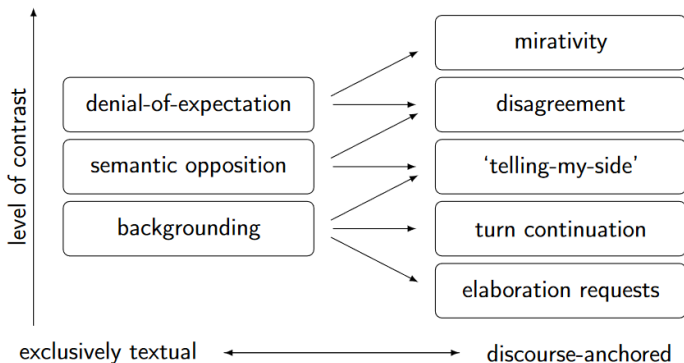 mirativity
denial-of-expectation
disagreement
semantic opposition
‘telling-my-side’
backgrounding
turn continuation
elaboration requests
level of contrast
exclusively textual
discourse-anchored